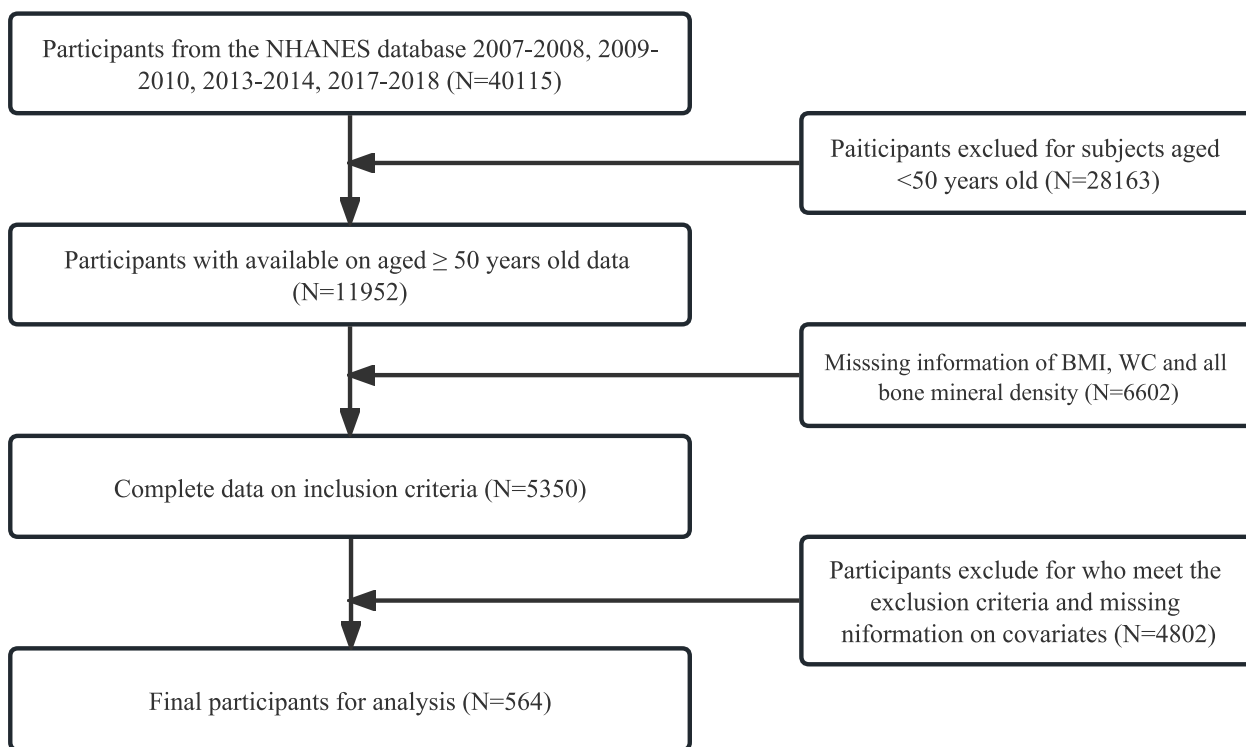 Participants from the NHANES database 2007-2008, 2009-
2010, 2013-2014, 2017-2018 (N=40115)
Paiticipants exclued for subjects aged
<50 years old (N=28163)
Participants with available on aged ≥ 50 years old data
(N=11952)
Misssing information of BMI, WC and all
bone mineral density (N=6602)
Complete data on inclusion criteria (N=5350)
Participants exclude for who meet the
exclusion criteria and missing
niformation on covariates (N=4802)
Final participants for analysis (N=564)